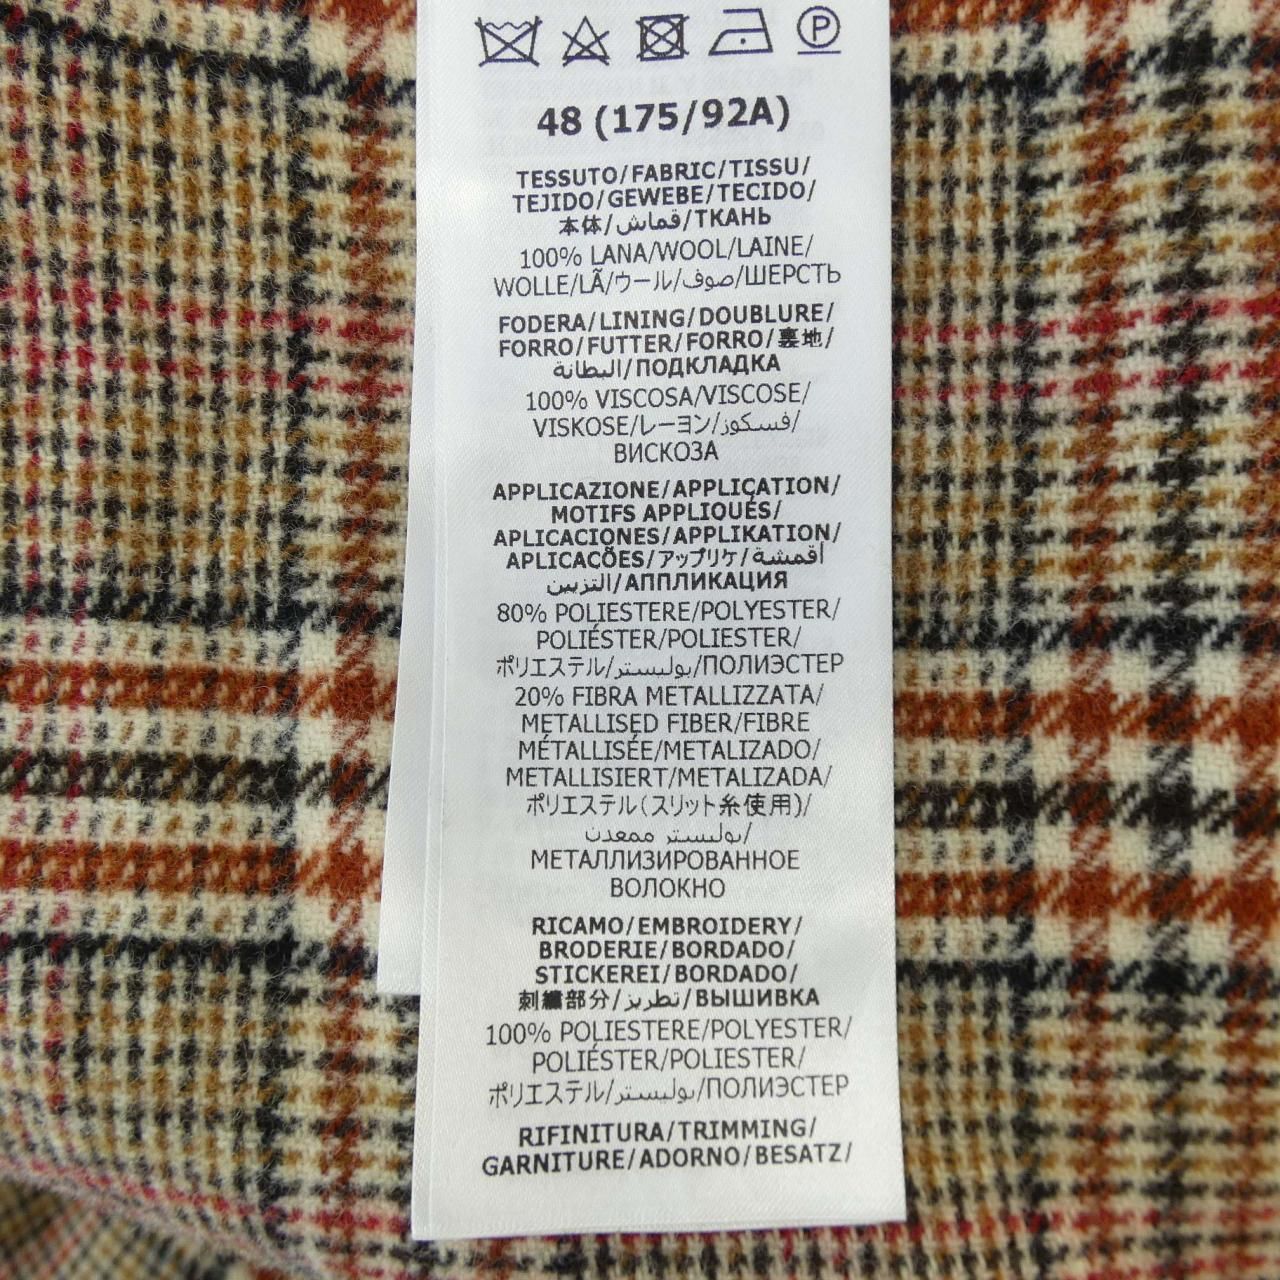 P
48 (175/92A)
TESSUTO/FABRIC/TISSU/
TEJIDO/GEWEBE/TECIDO/
本体/قماش/ТКАНЬ
100% LANA/WOOL/LAINE/
WOLLE/LÃ/ウール/صوف/ШЕРСТЬ
FODERA/LINING/DOUBLURE/
FORRO/FUTTER/FORRO/裏地/
البطانة/ПОДКЛАДКА
100% VISCOSA/VISCOSE/
VISKOSE/レーヨン/فسكوز/
ВИСКОЗА
APPLICAZIONE/APPLICATION/
MOTIFS APPLIQUÉS/
APLICACIONES/APPLIKATION/
APLICACÕES/アップリケ/أقمشة
التزيين/АППЛИКАЦИЯ
80% POLIESTERE/POLYESTER/
POLIÉSTER/POLIESTER/
ポリエステル/بوليستر/ПОЛИЭСТЕР
20% FIBRA METALLIZZATA/
METALLISED FIBER/FIBRE
MÉTALLISÉE/METALIZADO/
METALLISIERT/METALIZADA/
ポリエステル(スリット糸使用)/
بوليستر ممعدن/
МЕТАЛЛИЗИРОВАННОЕ
ВОЛОКНО
RICAMO/EMBROIDERY/
BRODERIE/BORDADO/
STICKEREI/BORDADO/
刺繍部分/تطريز/ВЫШИВКА
100% POLIESTERE/POLYESTER/
POLIÉSTER/POLIESTER/
ポリエステル/بوليستر/ПОЛИЭСТЕР
RIFINITURA/TRIMMING/
GARNITURE/ADORNO/BESATZ/